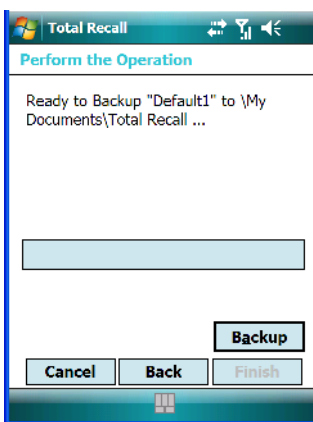 Total Recall
Perform the Operation
Ready to Backup "Default1" to \My
Documents\Total Recall ...
Backup
Cancel Back Finish